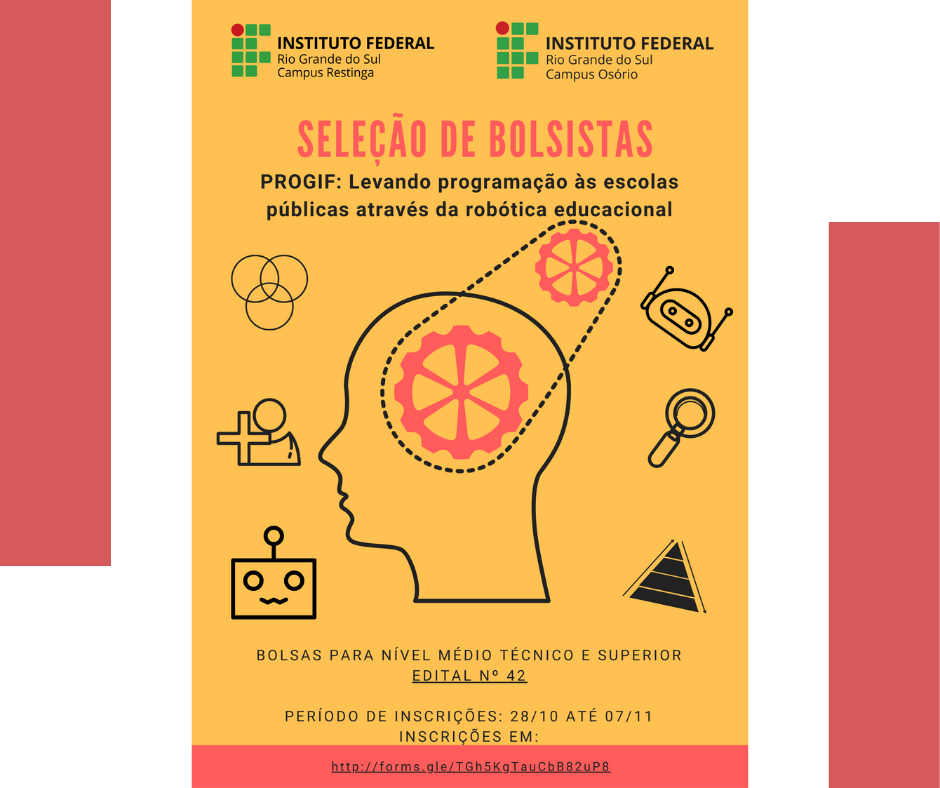 INSTITUTO FEDERAL
Rio Grande do Sul
Campus Restinga
INSTITUTO FEDERAL
Rio Grande do Sul
Campus Osório
SELEÇÃO DE BOLSISTAS
PROGIF: Levando programação às escolas
públicas através da robótica educacional
BOLSAS PARA NÍVEL MÉDIO TÉCNICO E SUPERIOR
EDITAL Nº 42
PERÍODO DE INSCRIÇÕES: 28/10 ATÉ 07/11
INSCRIÇÕES EM:
http://forms.gle/TGh5KgTauCbB82uP8